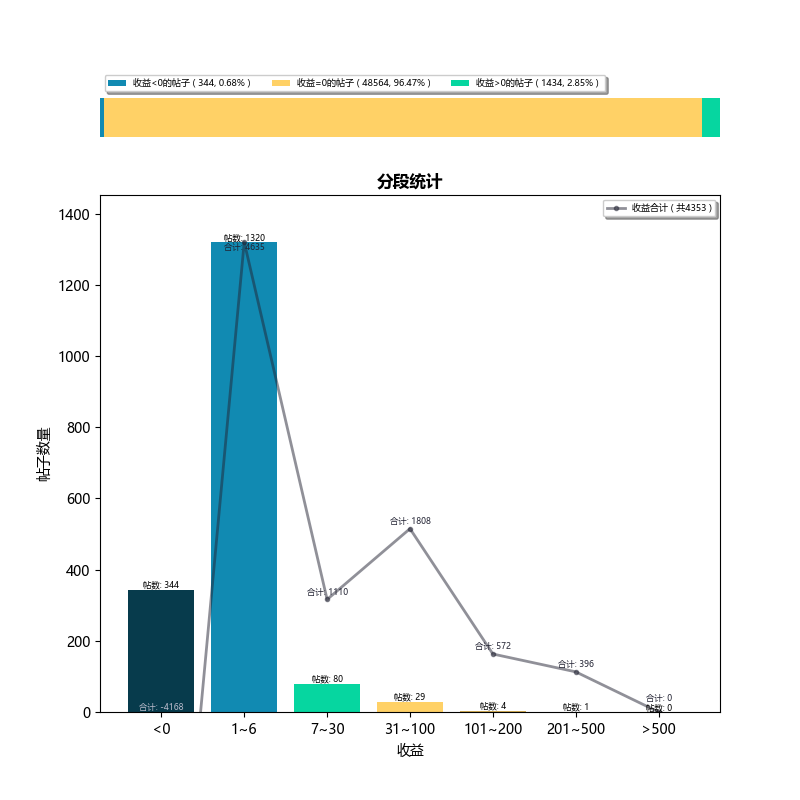 收益<0的帖子 ( 344, 0.68% ) 收益=0的帖子 ( 48564, 96.47% ) 收益>0的帖子 ( 1434, 2.85% )
分段统计
收益合计 ( 共4353 )
1400
1200
1000
800
600
400
200
0
帖子数量
帖数: 1320
合计: 4635
合计: 1808
合计: 1110
帖数: 344
合计: 572
合计: 396
帖数: 80
帖数: 29
合计: 0
帖数: 4
帖数: 1
帖数: 0
合计: -4168
<0 1~6 7~30 31~100 101~200 201~500 >500
收益